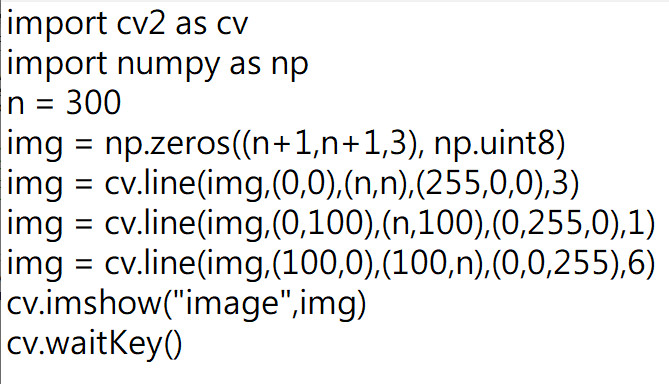 import cv2 as cv
import numpy as np
n = 300
img = np.zeros((n+1,n+1,3), np.uint8)
img = cv.line(img,(0,0),(n,n),(255,0,0),3)
img = cv.line(img,(0,100),(n,100),(0,255,0),1)
img = cv.line(img,(100,0),(100,n),(0,0,255),6)
cv.imshow("image",img)
cv.waitKey()